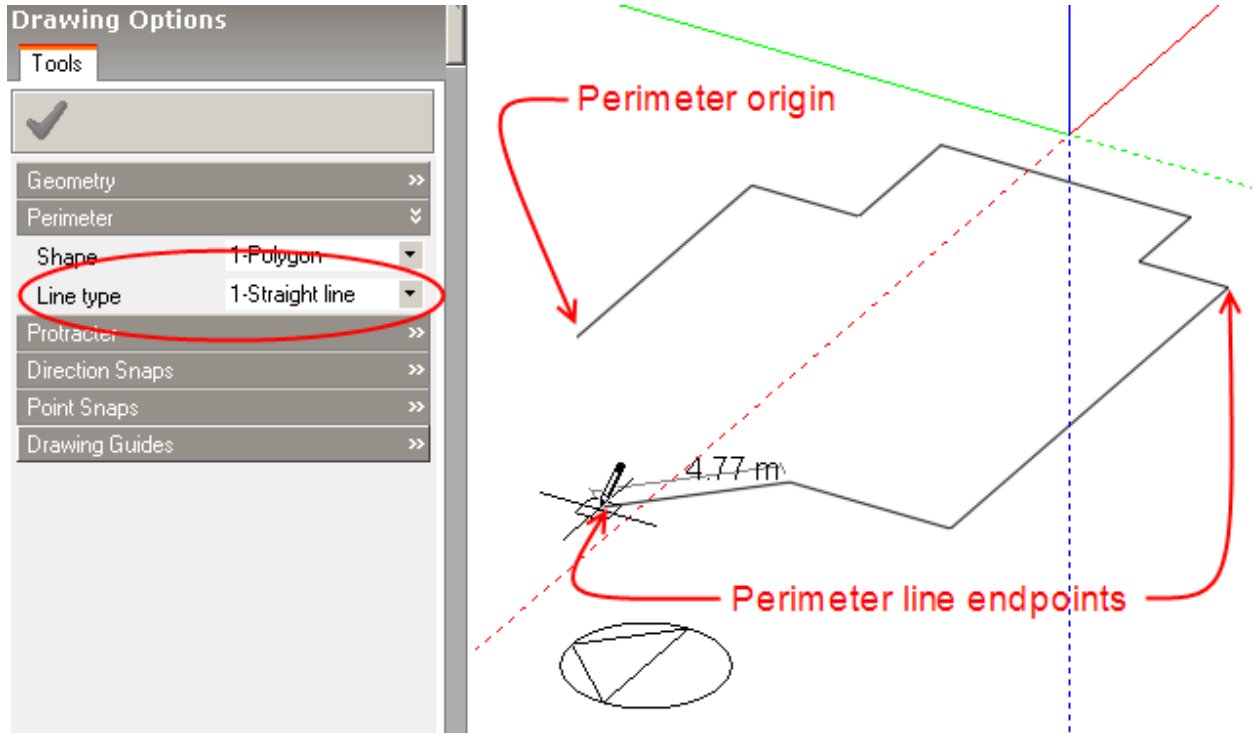 Drawing Options
Tools
Geometry
Perimeter
Shape 1-Polygon
Line type 1-Straight line
Protracter
Direction Snaps
Point Snaps
Drawing Guides
Perimeter origin
4.77 m
Perimeter line endpoints